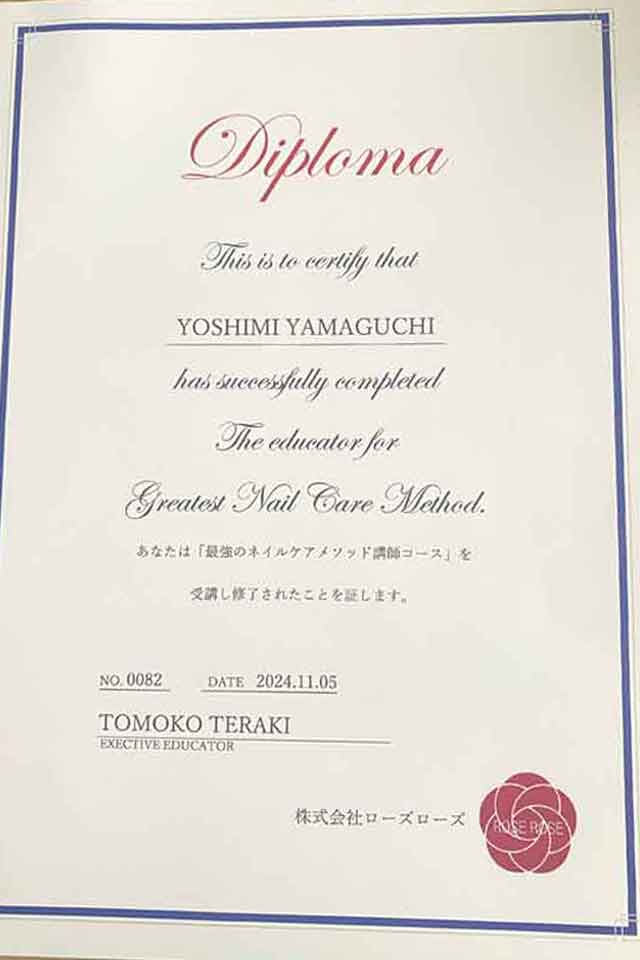 Diploma
This is to certify that
YOSHIMI YAMAGUCHI
has successfully completed
The educator for
Greatest Nail Care Method.
あなたは「最強のネイルケアメソッド講師コース」を
受講し修了されたことを証します。
NO. 0082 DATE 2024.11.05
TOMOKO TERAKI
EXECTIVE EDUCATOR
株式会社ローズローズ
ROSE ROSE